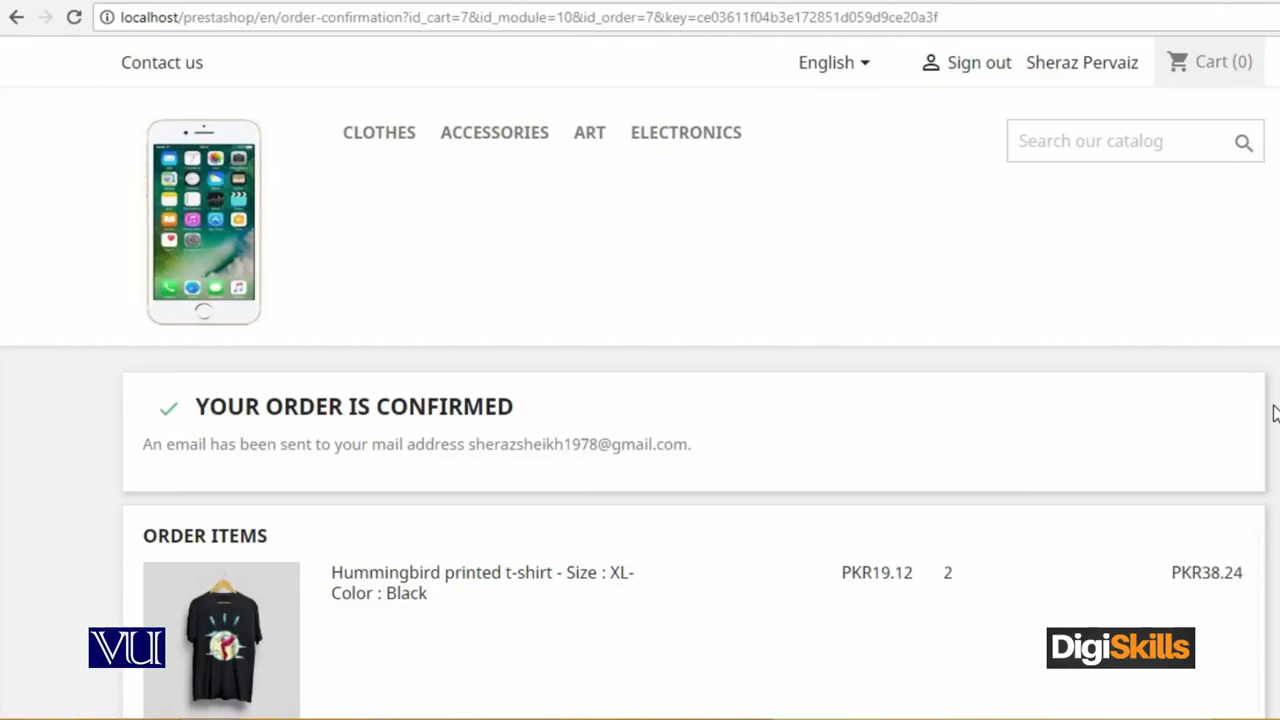 localhost/prestashop/en/order-confirmation?id_cart=7&id_module=10&id_order=7&key=ce03611f04b3e172851d059d9ce20a3f
Contact us
English
Sign out
Sheraz Pervaiz
Cart (0)
CLOTHES
ACCESSORIES
ART
ELECTRONICS
Search our catalog
YOUR ORDER IS CONFIRMED
An email has been sent to your mail address sherazsheikh1978@gmail.com.
ORDER ITEMS
Hummingbird printed t-shirt - Size : XL-
Color : Black
PKR19.12
2
PKR38.24
VU
DigiSkills